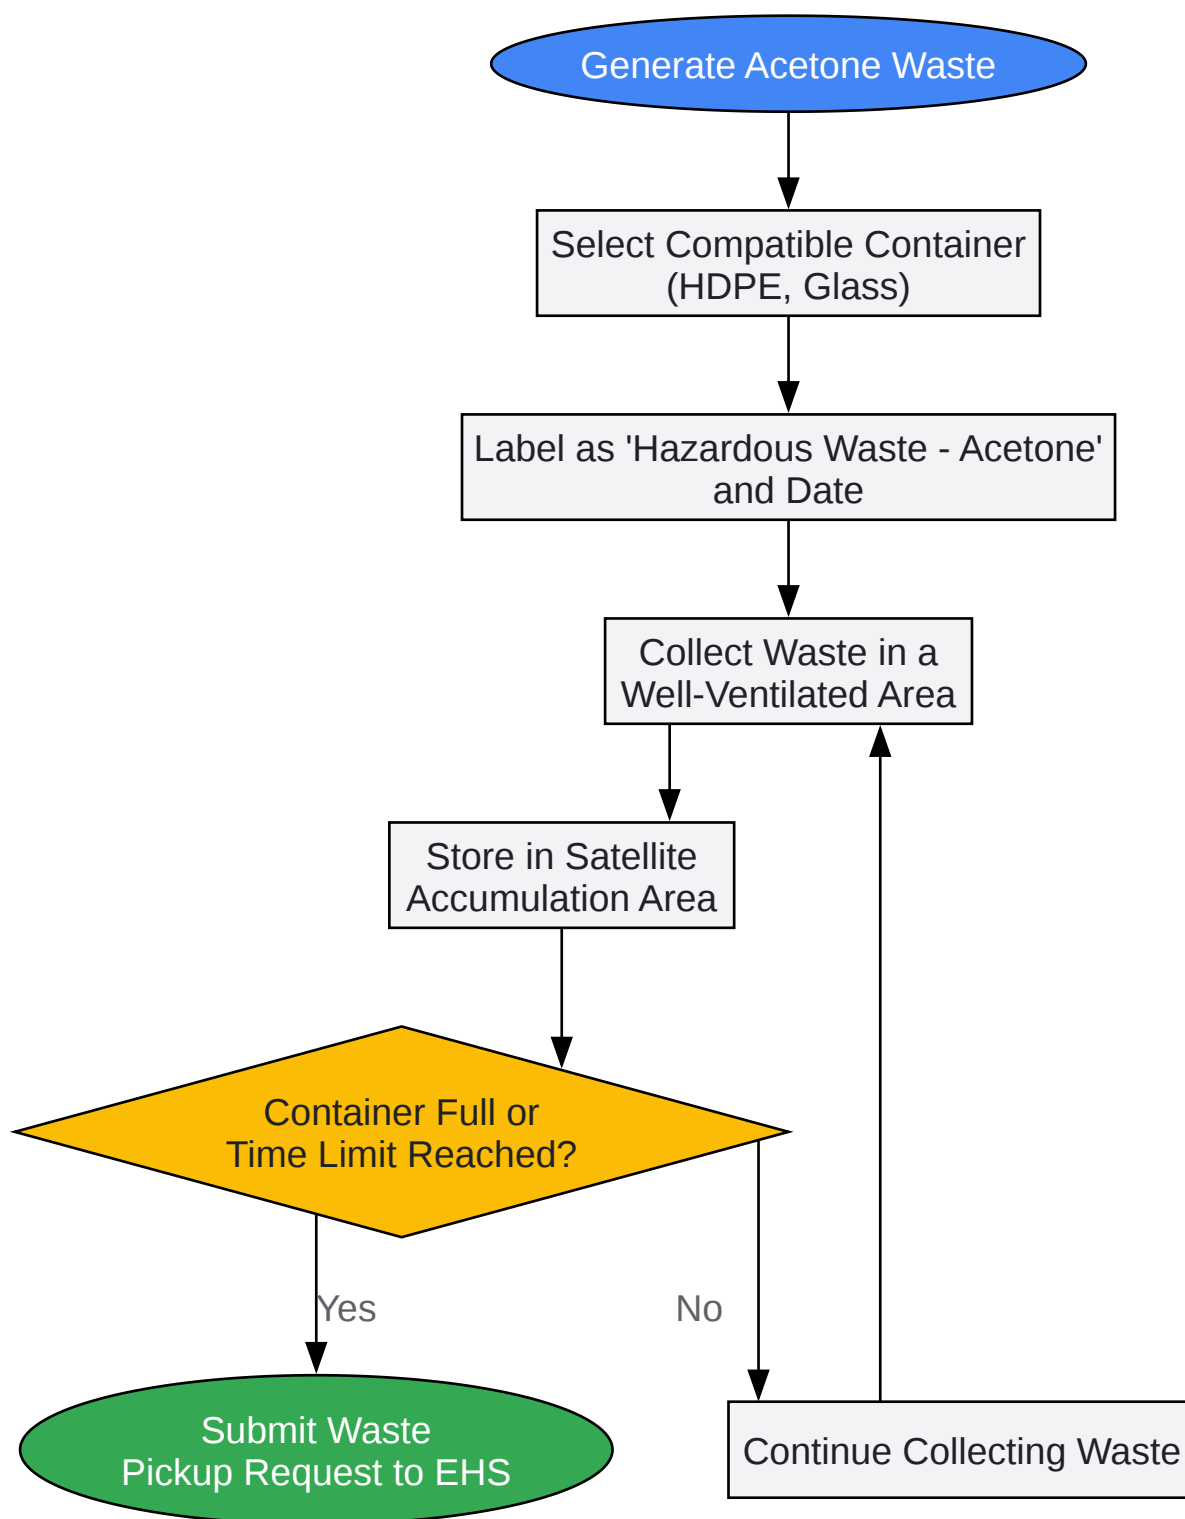 Generate Acetone Waste
Select Compatible Container
(HDPE, Glass)
Label as 'Hazardous Waste - Acetone'
and Date
Collect Waste in a
Well-Ventilated Area
Store in Satellite
Accumulation Area
Container Full or
Time Limit Reached?
Yes
No
Submit Waste
Pickup Request to EHS
Continue Collecting Waste